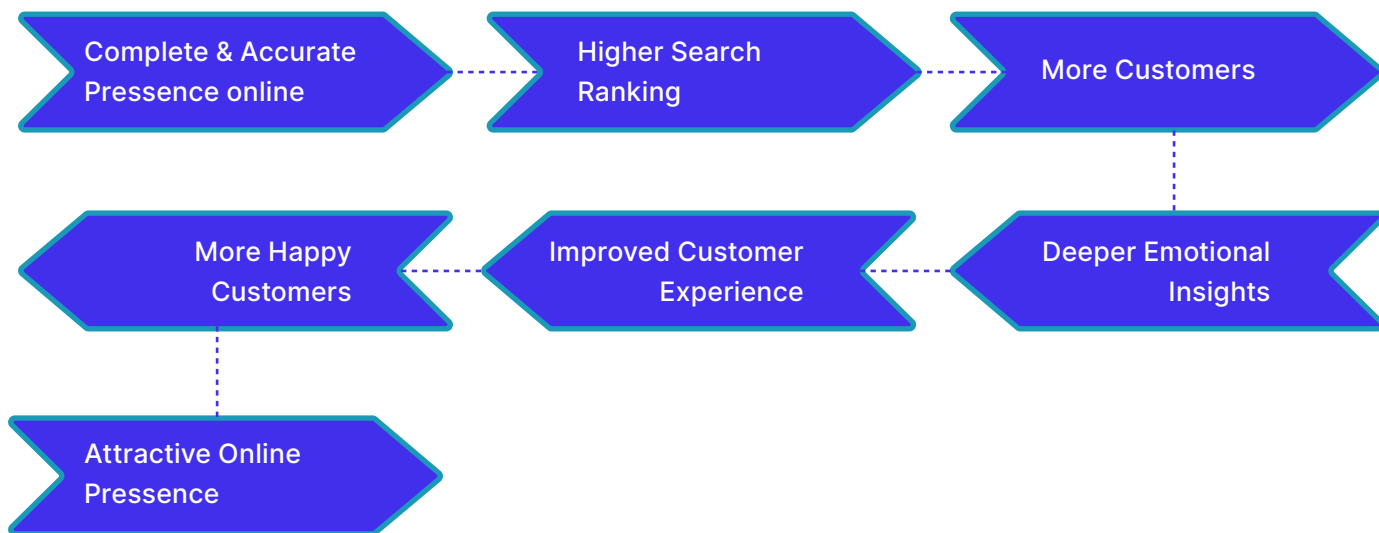 Complete & Accurate
Pressence online
Higher Search
Ranking
More Customers
Deeper Emotional
Insights
Improved Customer
Experience
More Happy
Customers
Attractive Online
Pressence